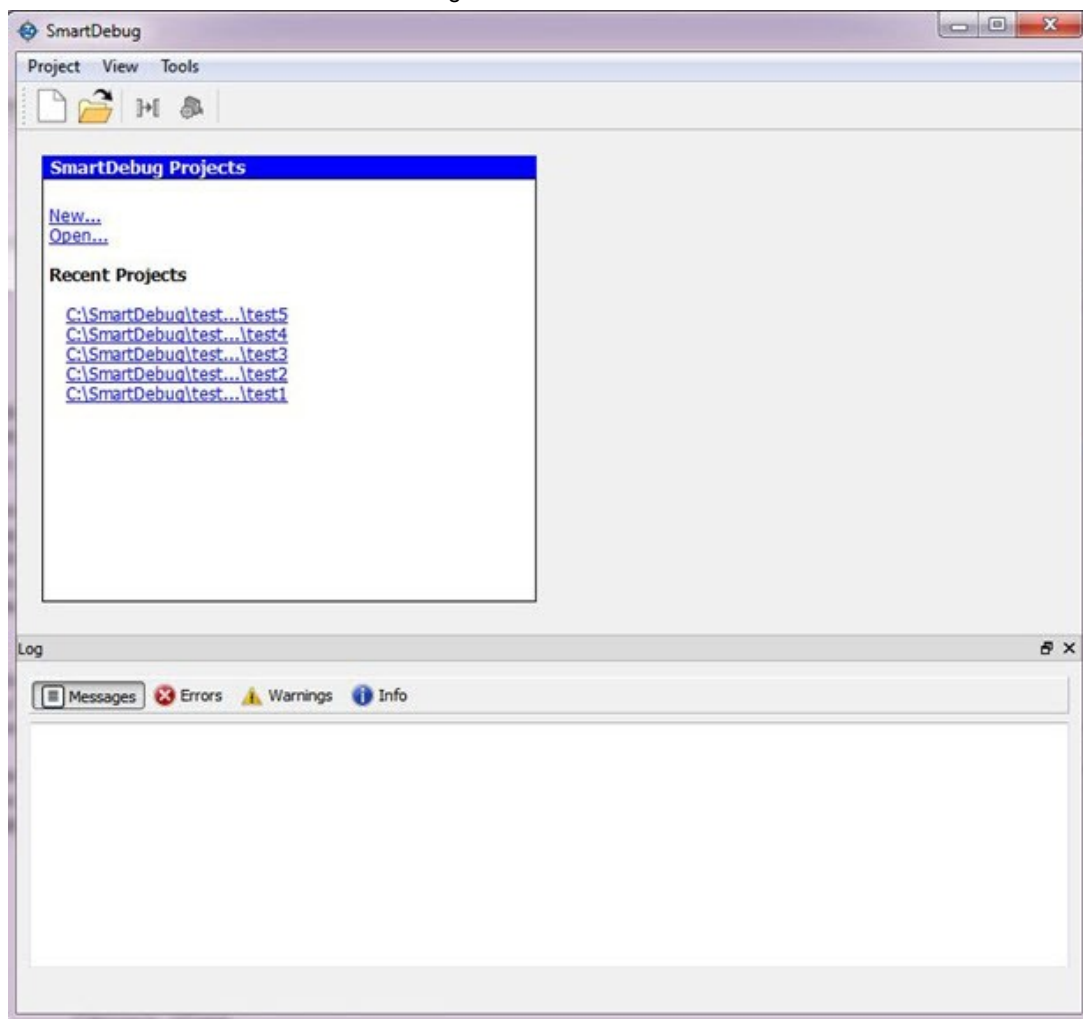 SmartDebug
Project View Tools
SmartDebug Projects
New...
Open...
Recent Projects
C:\SmartDebug\test...\test5
C:\SmartDebug\test...\test4
C:\SmartDebug\test...\test3
C:\SmartDebug\test...\test2
C:\SmartDebug\test...\test1
Log
Messages Errors Warnings Info